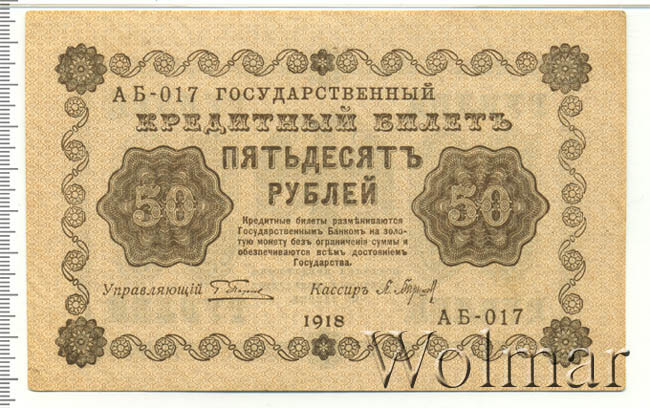 АБ-017 ГОСУДАРСТВЕННЫЙ
КРЕДИТНЫЙ БИЛЕТЪ
ПЯТЬДЕСЯТЪ
РУБЛЕЙ
50
50
Кредитные билеты размѣниваются
Государственнымъ Банкомъ на золо-
тую монету безъ ограниченія суммы и
обезпечиваются всѣмъ достояніемъ
Государства.
Управляющій
Кассиръ
1918
АБ-017
Wolmar